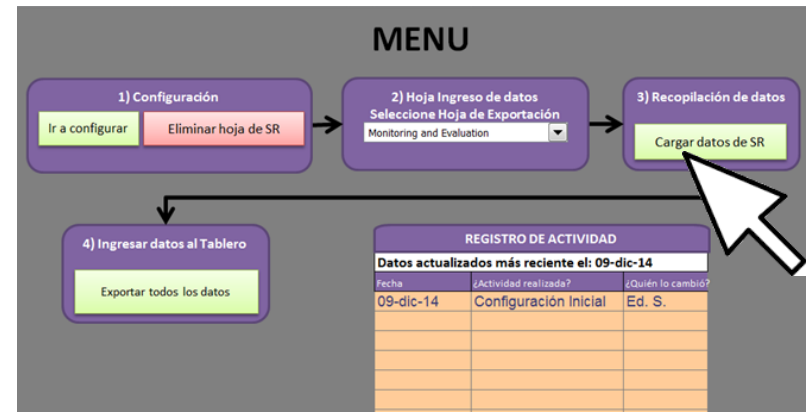 MENU
1) Configuración
Ir a configurar
Eliminar hoja de SR
2) Hoja Ingreso de datos
Seleccione Hoja de Exportación
Monitoring and Evaluation
3) Recopilación de datos
Cargar datos de SR
4) Ingresar datos al Tablero
Exportar todos los datos
REGISTRO DE ACTIVIDAD
Datos actualizados más reciente el: 09-dic-14
Fecha ¿Actividad realizada? ¿Quién lo cambió?
09-dic-14 Configuración Inicial Ed. S.